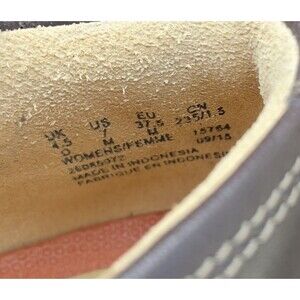 UK US EU CN
4.5 7 37.5 235/1.5
D M M
WOMENS/FEMME 15764
26085372 09/15
MADE IN INDONESIA
FABRIQUE EN INDONESIE